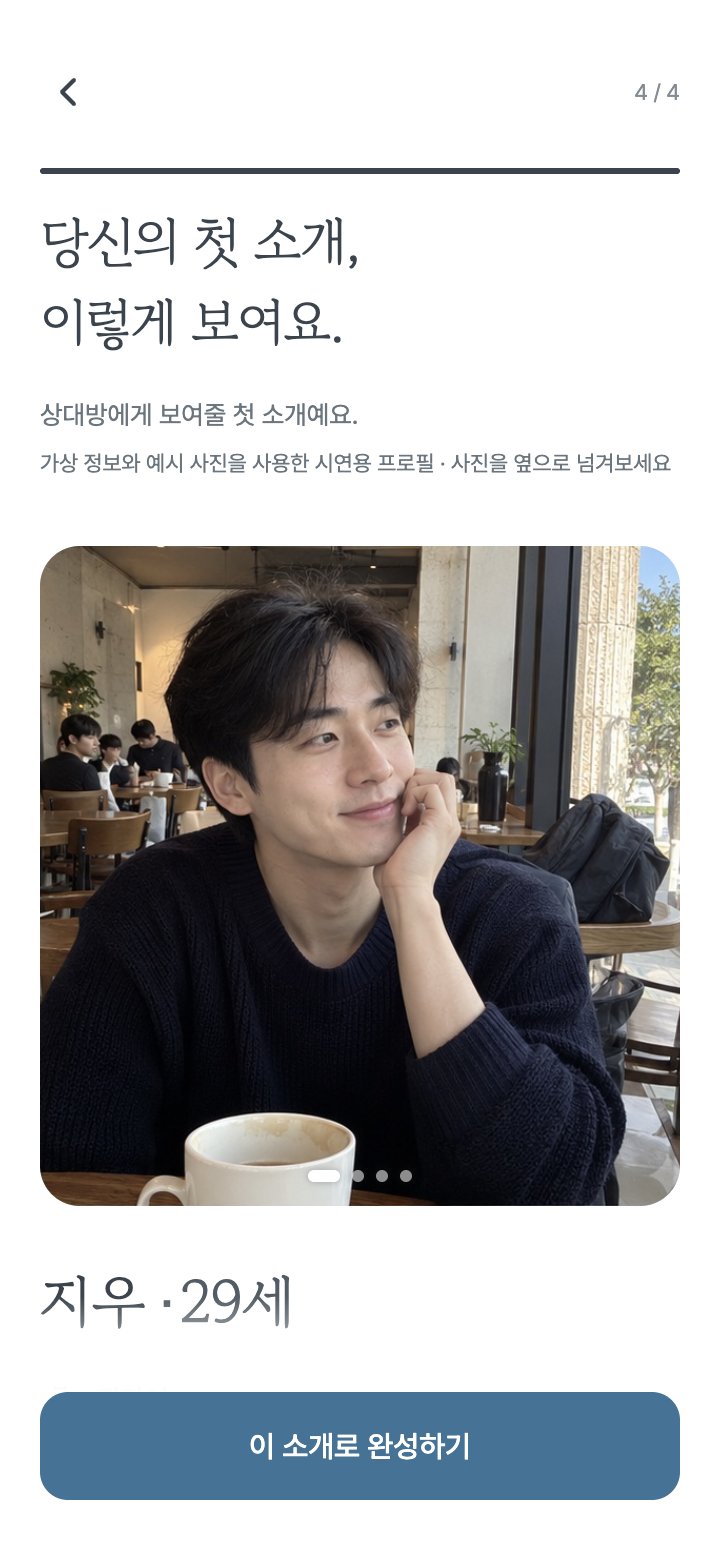 4 / 4
당신의 첫 소개,
이렇게 보여요.
상대방에게 보여줄 첫 소개예요.
가상 정보와 예시 사진을 사용한 시연용 프로필 · 사진을 옆으로 넘겨보세요
지우 · 29세
이 소개로 완성하기